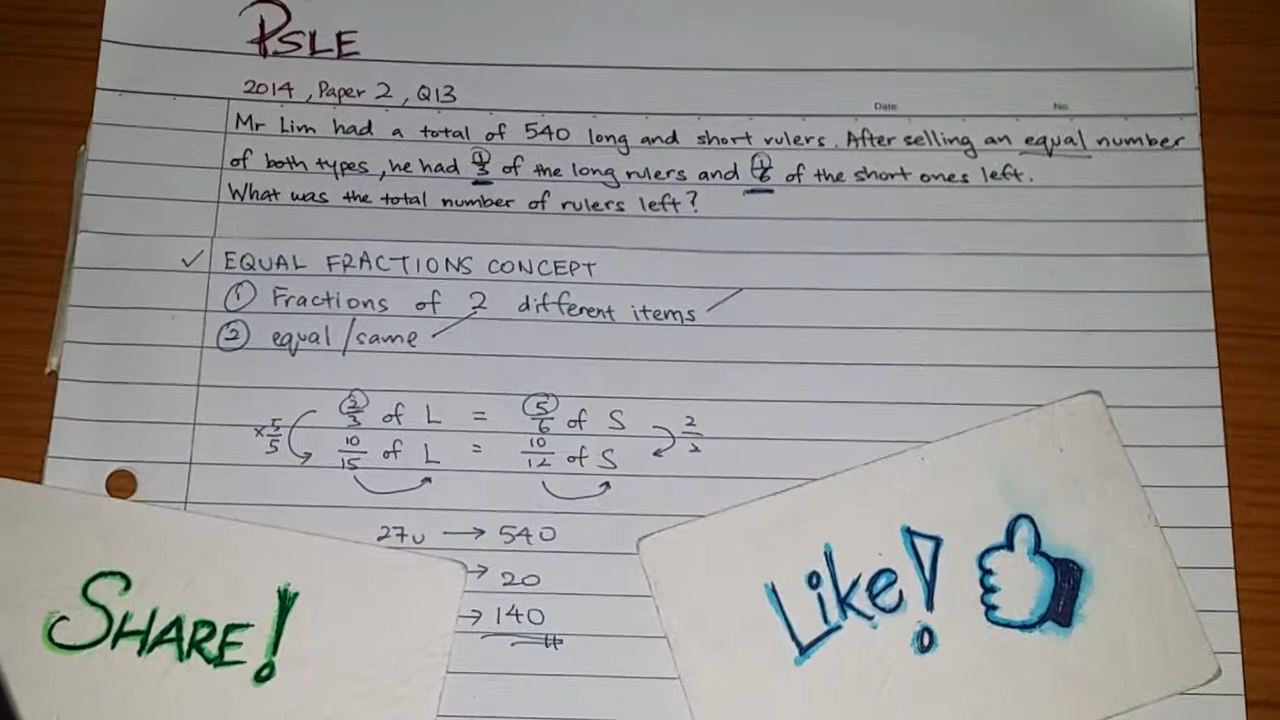 PSLE
2014, Paper 2, Q13
Date No.
Mr Lim had a total of 540 long and short rulers. After selling an equal number
of both types, he had 1/3 of the long rulers and 1/6 of the short ones left.
What was the total number of rulers left?
✓ EQUAL FRACTIONS CONCEPT
① Fractions of 2 different items
② equal/same
2/3 of L = 5/6 of S
×5/5 2/2
10/15 of L = 10/12 of S
27u → 540
→ 20
→ 140
SHARE!
Like!